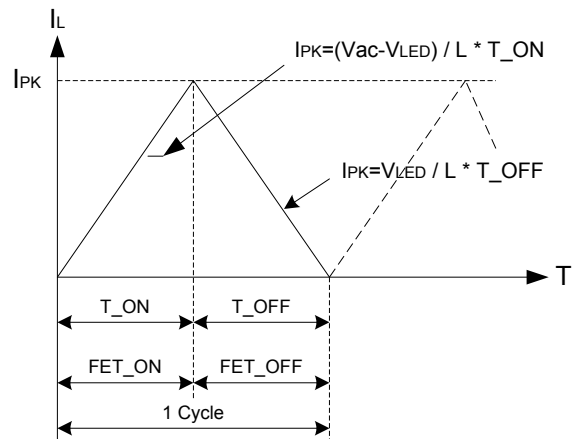 IL
IPK=(Vac-VLED) / L * T_ON
IPK
IPK=VLED / L * T_OFF
T
T_ON
T_OFF
FET_ON
FET_OFF
1 Cycle